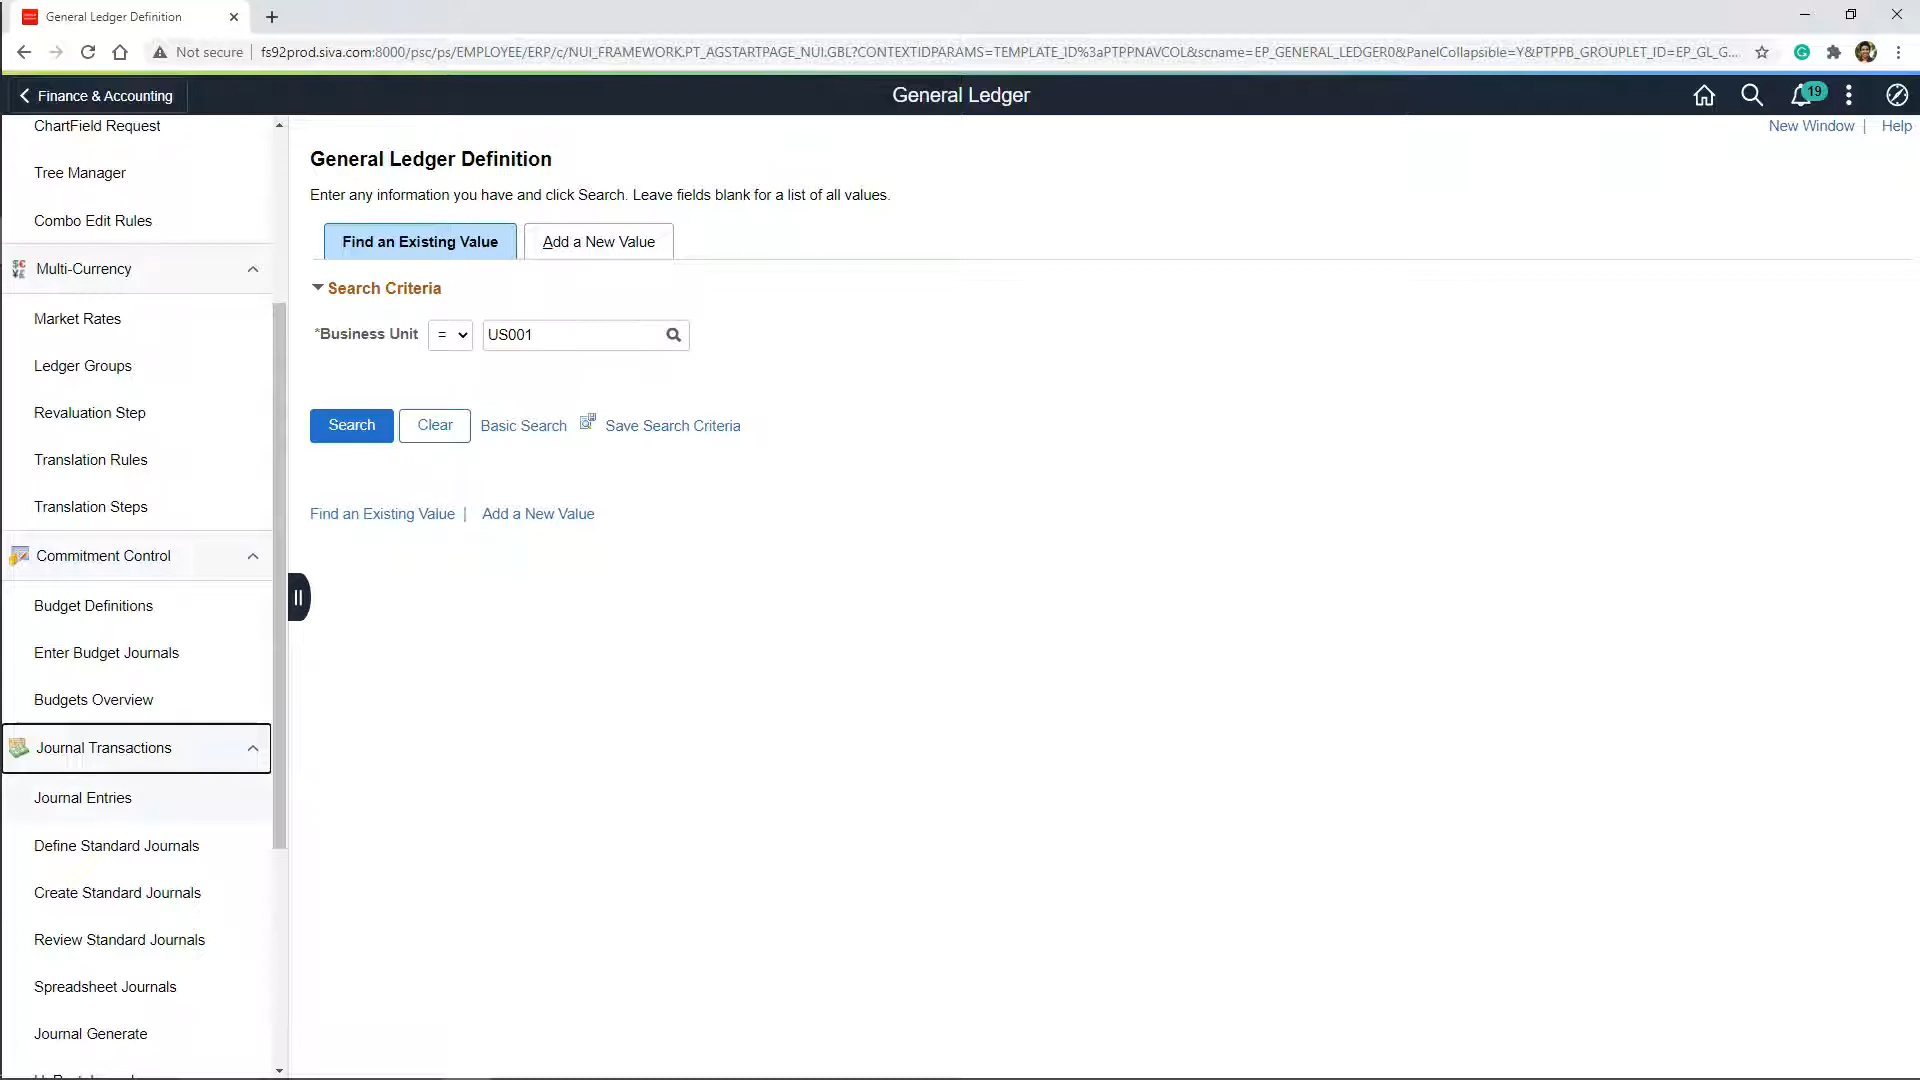 General Ledger Definition
Not secure
fs92prod.siva.com:8000/psc/ps/EMPLOYEE/ERP/c/NUI_FRAMEWORK.PT_AGSTARTPAGE_NUI.GBL?CONTEXTIDPARAMS=TEMPLATE_ID%3aPTPPNAVCOL&scname=EP_GENERAL_LEDGER0&PanelCollapsible=Y&PTPPB_GROUPLET_ID=EP_GL_G...
Finance & Accounting
General Ledger
19
New Window | Help
ChartField Request
Tree Manager
Combo Edit Rules
Multi-Currency
Market Rates
Ledger Groups
Revaluation Step
Translation Rules
Translation Steps
Commitment Control
Budget Definitions
Enter Budget Journals
Budgets Overview
Journal Transactions
Journal Entries
Define Standard Journals
Create Standard Journals
Review Standard Journals
Spreadsheet Journals
Journal Generate
General Ledger Definition
Enter any information you have and click Search. Leave fields blank for a list of all values.
Find an Existing Value
Add a New Value
Search Criteria
*Business Unit = US001
Search Clear Basic Search Save Search Criteria
Find an Existing Value | Add a New Value